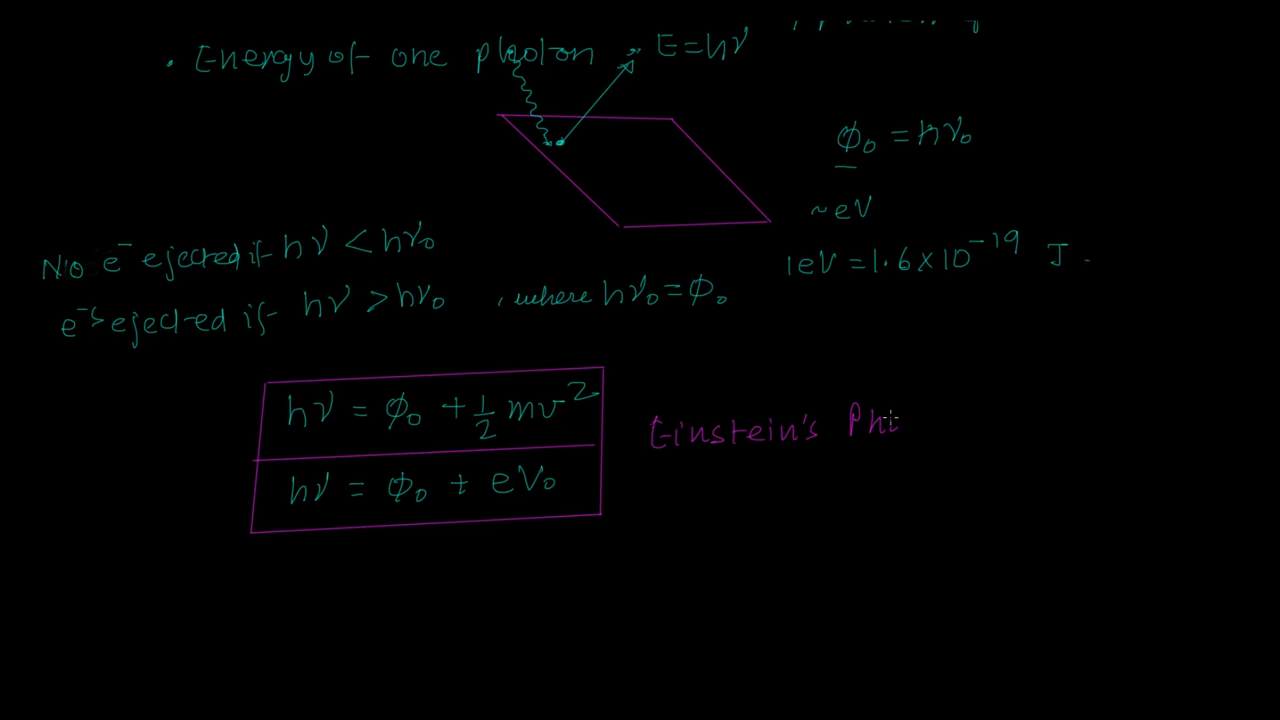 . Energy of one photon E = hν
ϕ₀ = hν₀
~ eV
1eV = 1.6 × 10⁻¹⁹ J.
No e⁻ ejected if hν < hν₀
e⁻s ejected if hν > hν₀ , where hν₀ = ϕ₀
hν = ϕ₀ + 1/2 mv²
hν = ϕ₀ + eV₀
Einstein's Pho